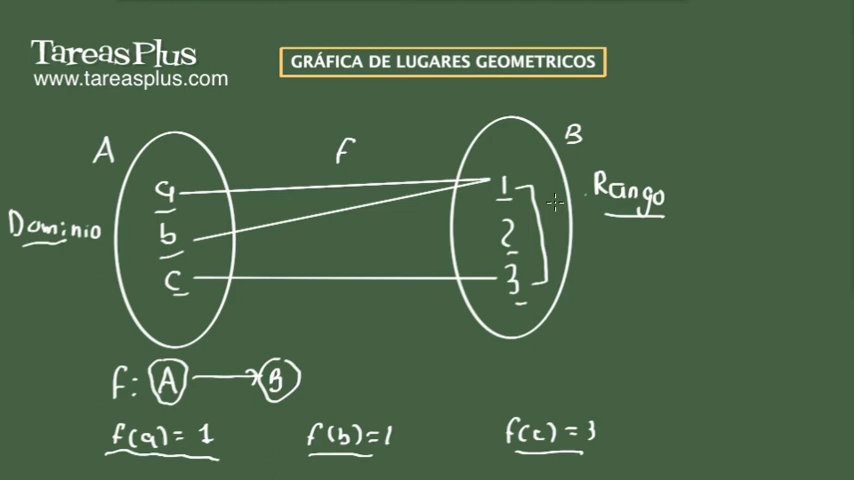 TareasPlus
www.tareasplus.com
GRÁFICA DE LUGARES GEOMETRICOS
A
f
B
a
1
Rango
Dominio
b
2
c
3
f: A → B
f(a) = 1
f(b) = 1
f(c) = 3